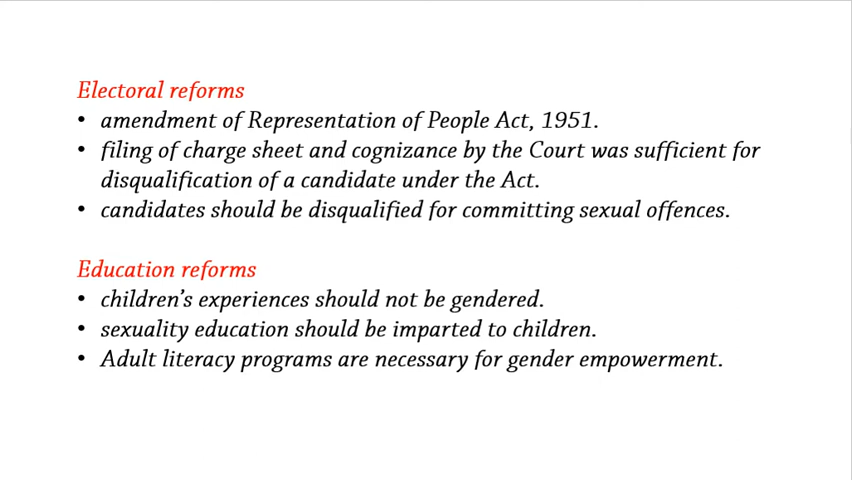 Electoral reforms
• amendment of Representation of People Act, 1951.
• filing of charge sheet and cognizance by the Court was sufficient for
disqualification of a candidate under the Act.
• candidates should be disqualified for committing sexual offences.
Education reforms
• children's experiences should not be gendered.
• sexuality education should be imparted to children.
• Adult literacy programs are necessary for gender empowerment.